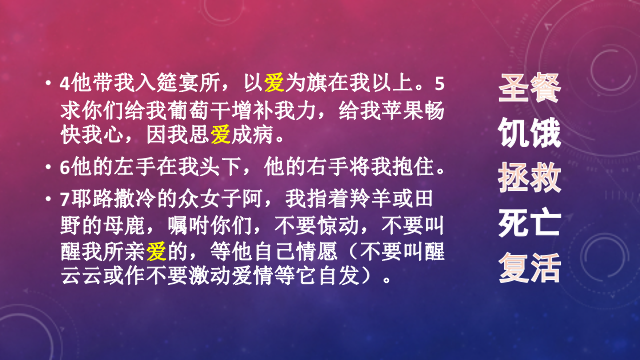 • 4他带我入筵宴所，以爱为旗在我以上。5
求你们给我葡萄干增补我力，给我苹果畅
快我心，因我思爱成病。
• 6他的左手在我头下，他的右手将我抱住。
• 7耶路撒冷的众女子阿，我指着羚羊或田
野的母鹿，嘱咐你们，不要惊动，不要叫
醒我所亲爱的，等他自己情愿（不要叫醒
云云或作不要激动爱情等它自发）。
圣餐
饥饿
拯救
死亡
复活